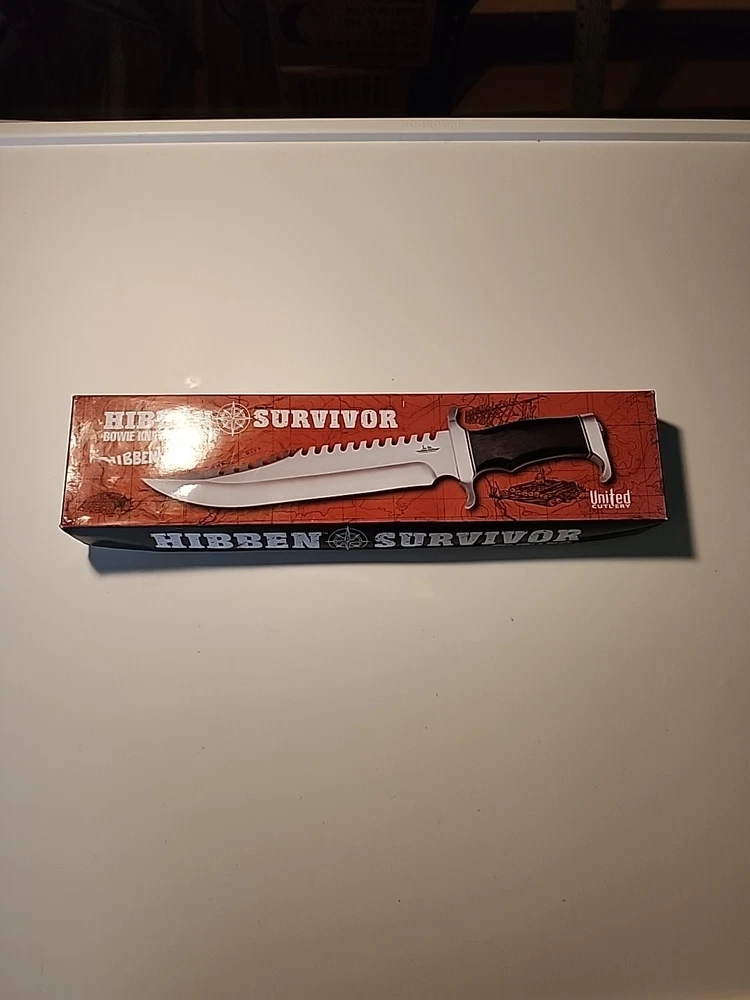 HIBBEN SURVIVOR
BOWIE KNIFE
HIBBEN
United
CUTLERY
HIBBEN SURVIVOR